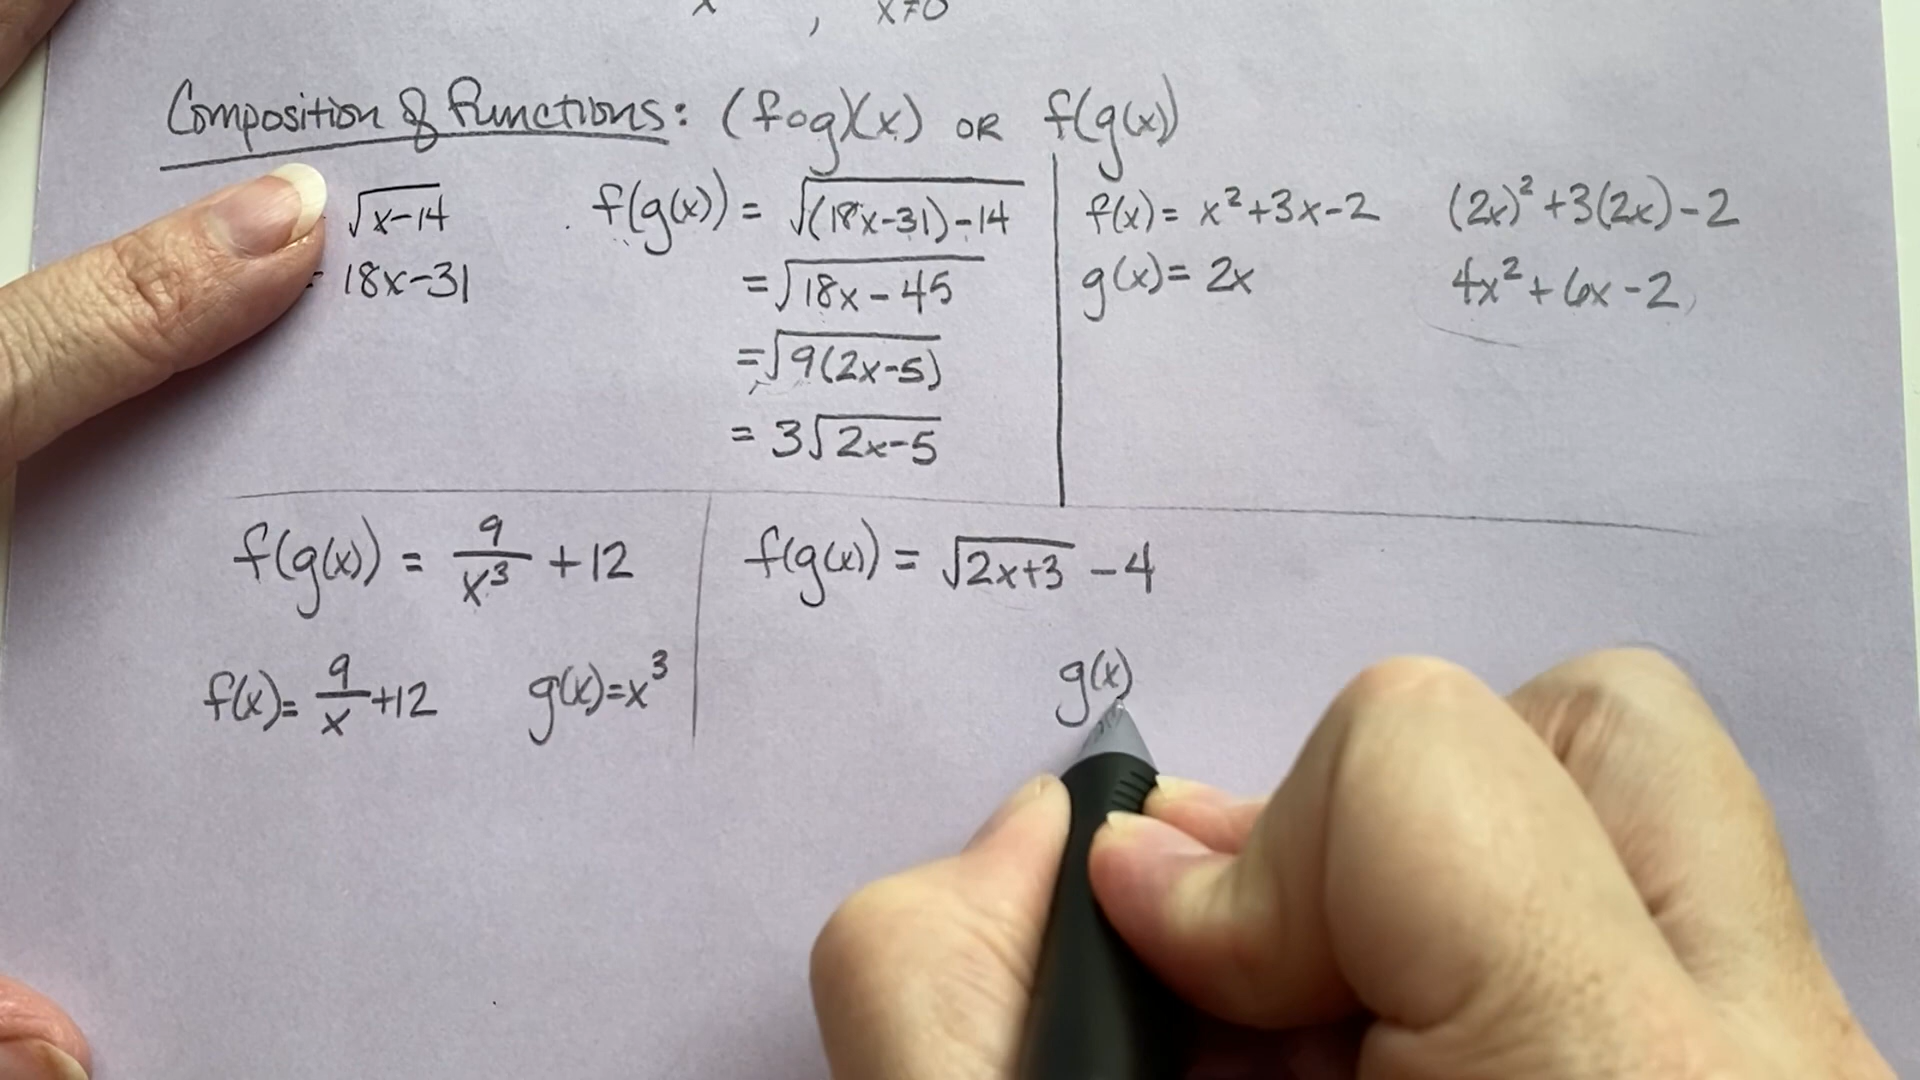 x , x≠0
Composition of Functions: (f∘g)(x) OR f(g(x))
√(x-14)
= 18x-31
f(g(x)) = √((18x-31)-14)
= √(18x-45)
= √(9(2x-5))
= 3√(2x-5)
f(x)= x²+3x-2 (2x)²+3(2x)-2
g(x)= 2x 4x²+6x-2
f(g(x)) = 9/x³ +12
f(x)= 9/x +12 g(x)=x³
f(g(x)) = √(2x+3) -4
g(x)